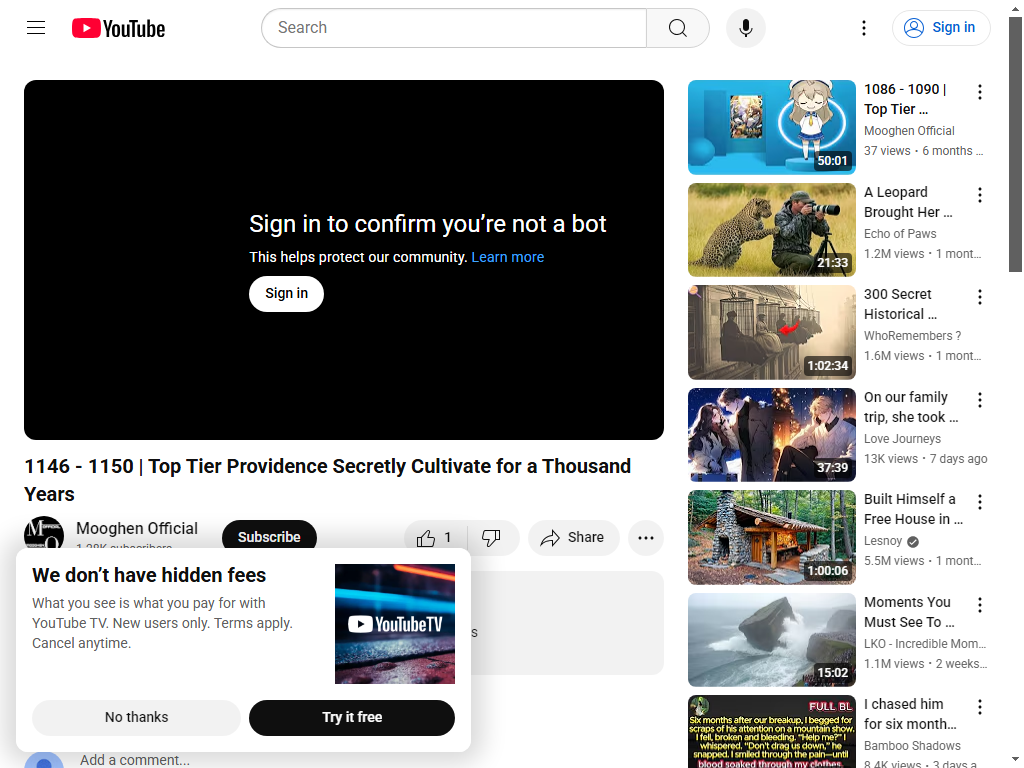 YouTube
Search
Sign in
Sign in to confirm you’re not a bot
This helps protect our community. Learn more
Sign in
1146 - 1150 | Top Tier Providence Secretly Cultivate for a Thousand
Years
Mooghen Official
Subscribe
1
Share
We don’t have hidden fees
What you see is what you pay for with
YouTube TV. New users only. Terms apply.
Cancel anytime.
YouTubeTV
No thanks
Try it free
Add a comment...
50:01
1086 - 1090 |
Top Tier ...
Mooghen Official
37 views • 6 months ...
21:33
A Leopard
Brought Her ...
Echo of Paws
1.2M views • 1 mont...
1:02:34
300 Secret
Historical ...
WhoRemembers ?
1.6M views • 1 mont...
37:39
On our family
trip, she took ...
Love Journeys
13K views • 7 days ago
1:00:06
Built Himself a
Free House in ...
Lesnoy
5.5M views • 1 mont...
15:02
Moments You
Must See To ...
LKO - Incredible Mom...
1.1M views • 2 weeks...
FULL BL
Six months after our breakup, I begged for
scraps of his attention on a mountain show.
I fell, broken and bleeding. "Help me?" I
whispered. "Don't drag us down," he
snapped. I smiled through the pain—until
blood soaked through my clothes.
I chased him
for six month...
Bamboo Shadows
8.4K views • 3 days a